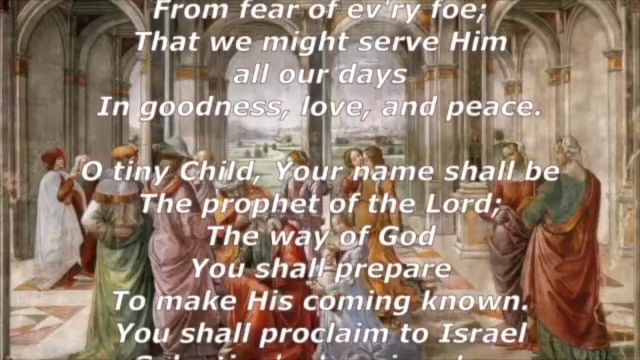 From fear of ev'ry foe;
That we might serve Him
all our days
In goodness, love, and peace.
O tiny Child, Your name shall be
The prophet of the Lord;
The way of God
You shall prepare
To make His coming known.
You shall proclaim to Israel